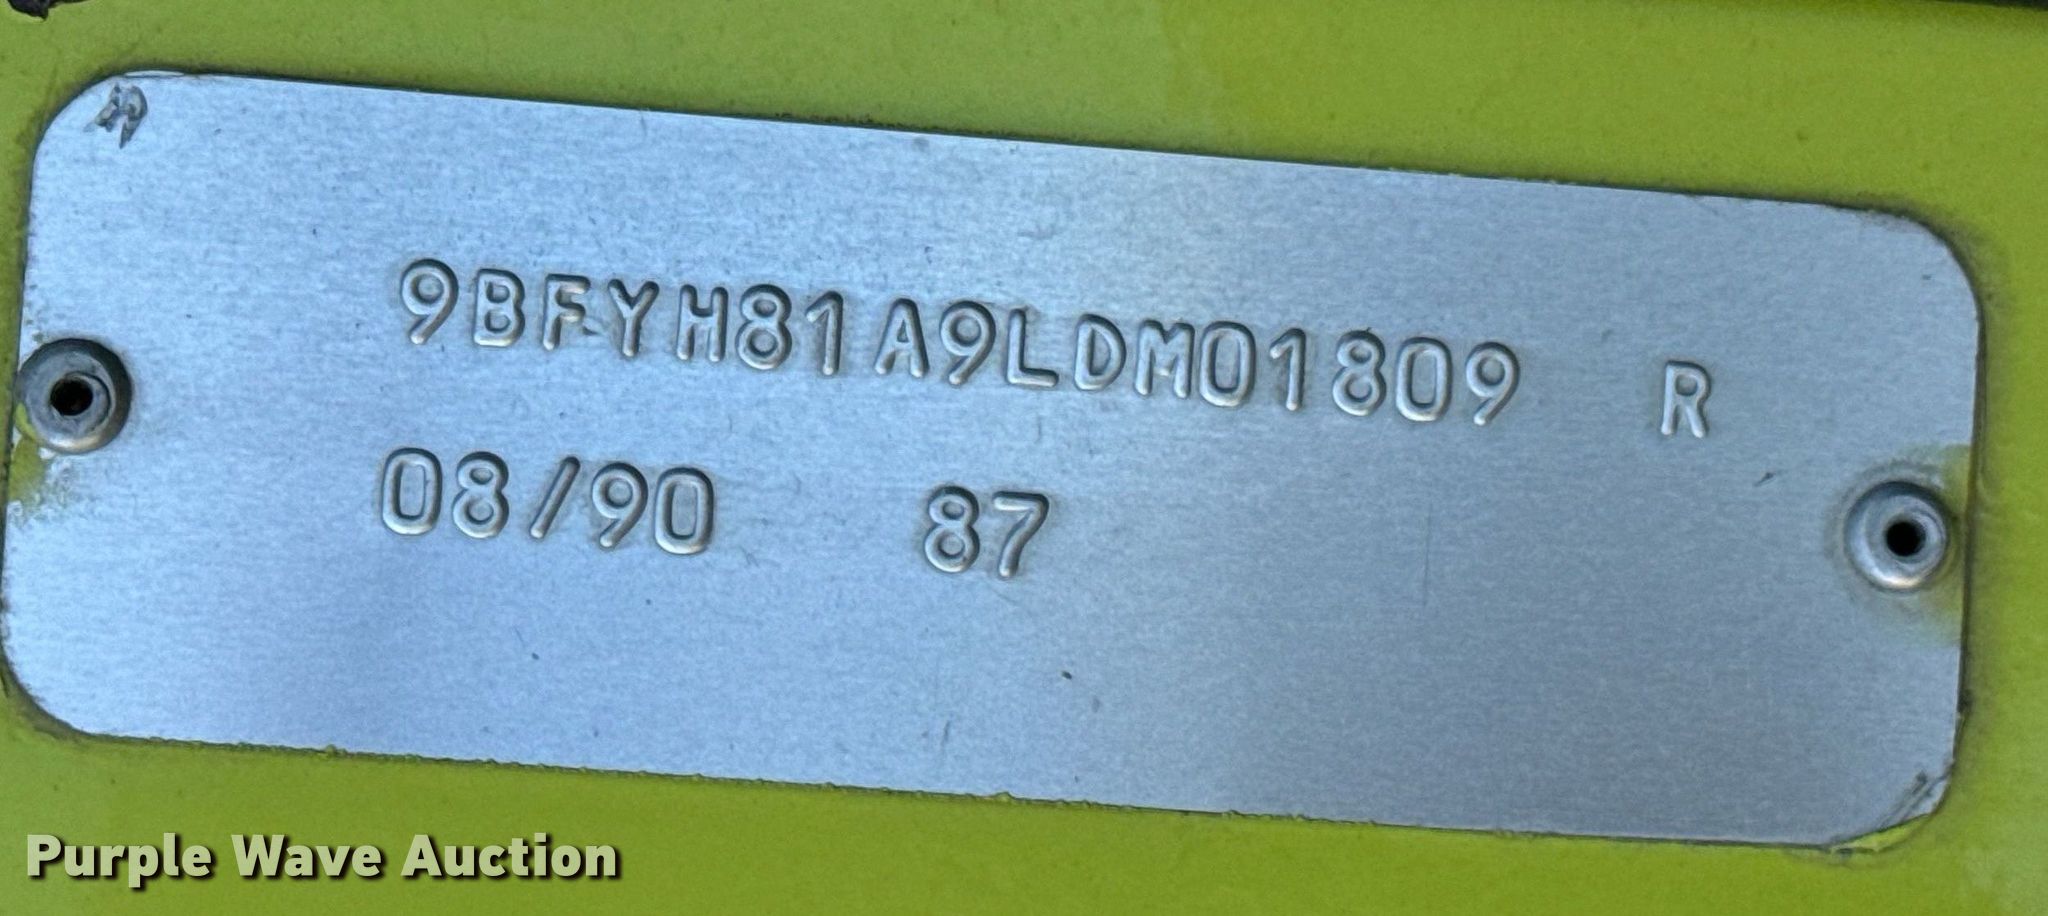 9BFYH81A9LDM01809 R
08/90 87
Purple Wave Auction